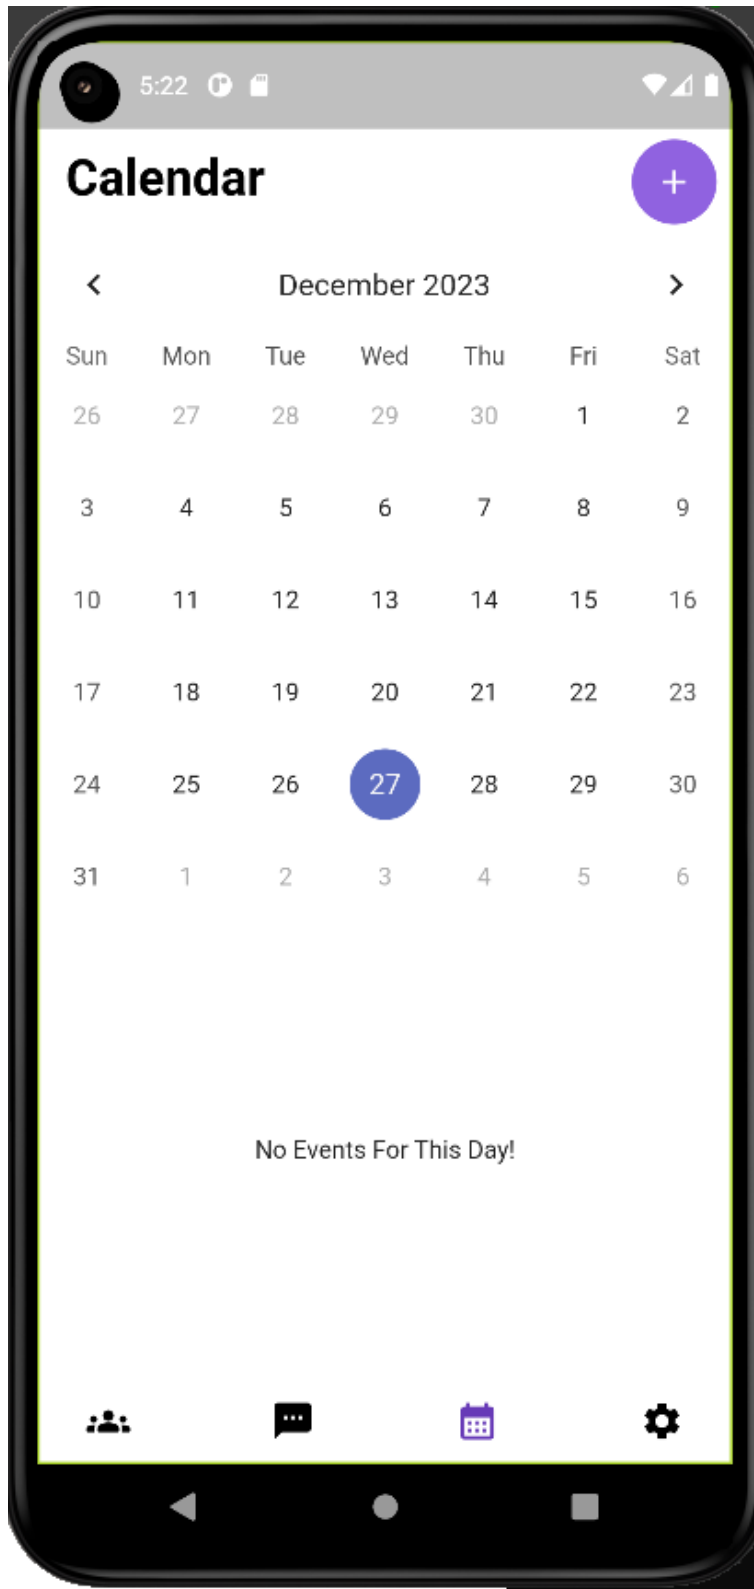 5:22
Calendar
+
December 2023
Sun Mon Tue Wed Thu Fri Sat
26 27 28 29 30 1 2
3 4 5 6 7 8 9
10 11 12 13 14 15 16
17 18 19 20 21 22 23
24 25 26 27 28 29 30
31 1 2 3 4 5 6
No Events For This Day!